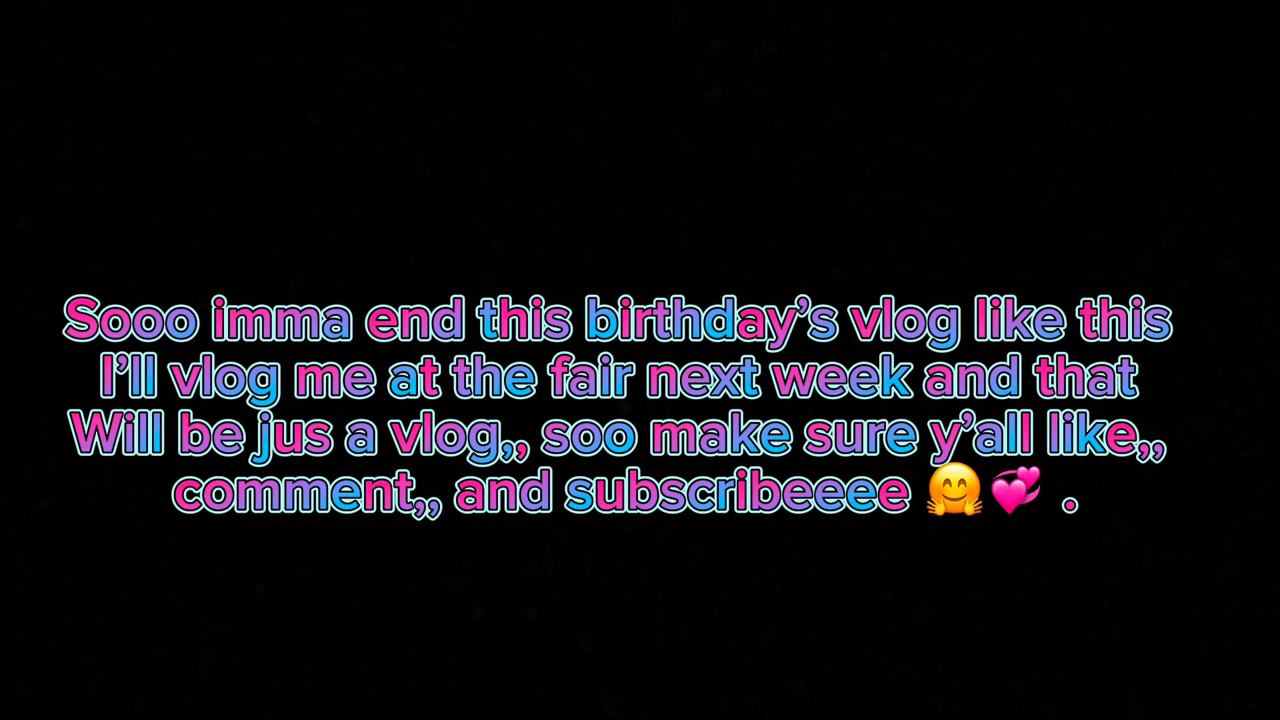 Sooo imma end this birthday’s vlog like this
I’ll vlog me at the fair next week and that
Will be jus a vlog,, soo make sure y’all like,,
comment,, and subscribeeee 🤗💞 .